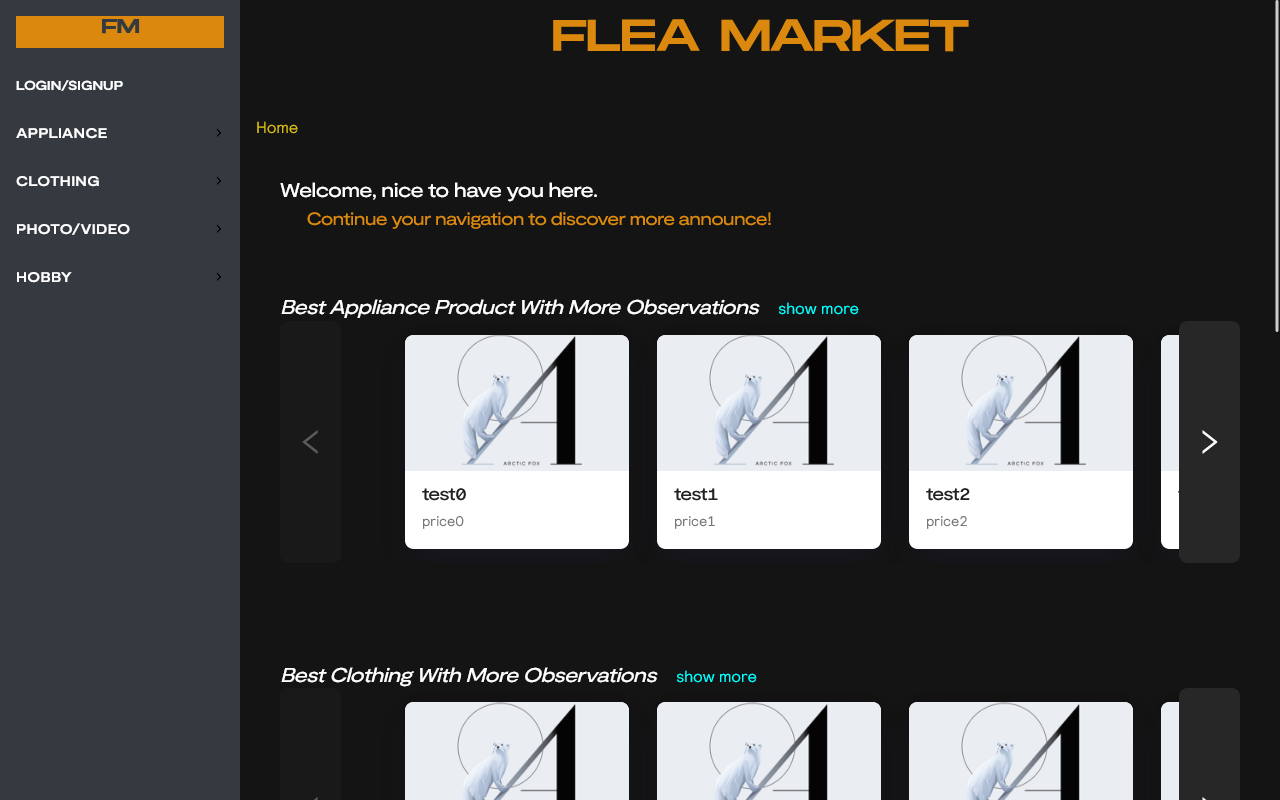 FM
LOGIN/SIGNUP
APPLIANCE
CLOTHING
PHOTO/VIDEO
HOBBY
FLEA MARKET
Home
Welcome, nice to have you here.
Continue your navigation to discover more announce!
Best Appliance Product With More Observations show more
ARCTIC FOX
test0
price0
ARCTIC FOX
test1
price1
ARCTIC FOX
test2
price2
Best Clothing With More Observations show more